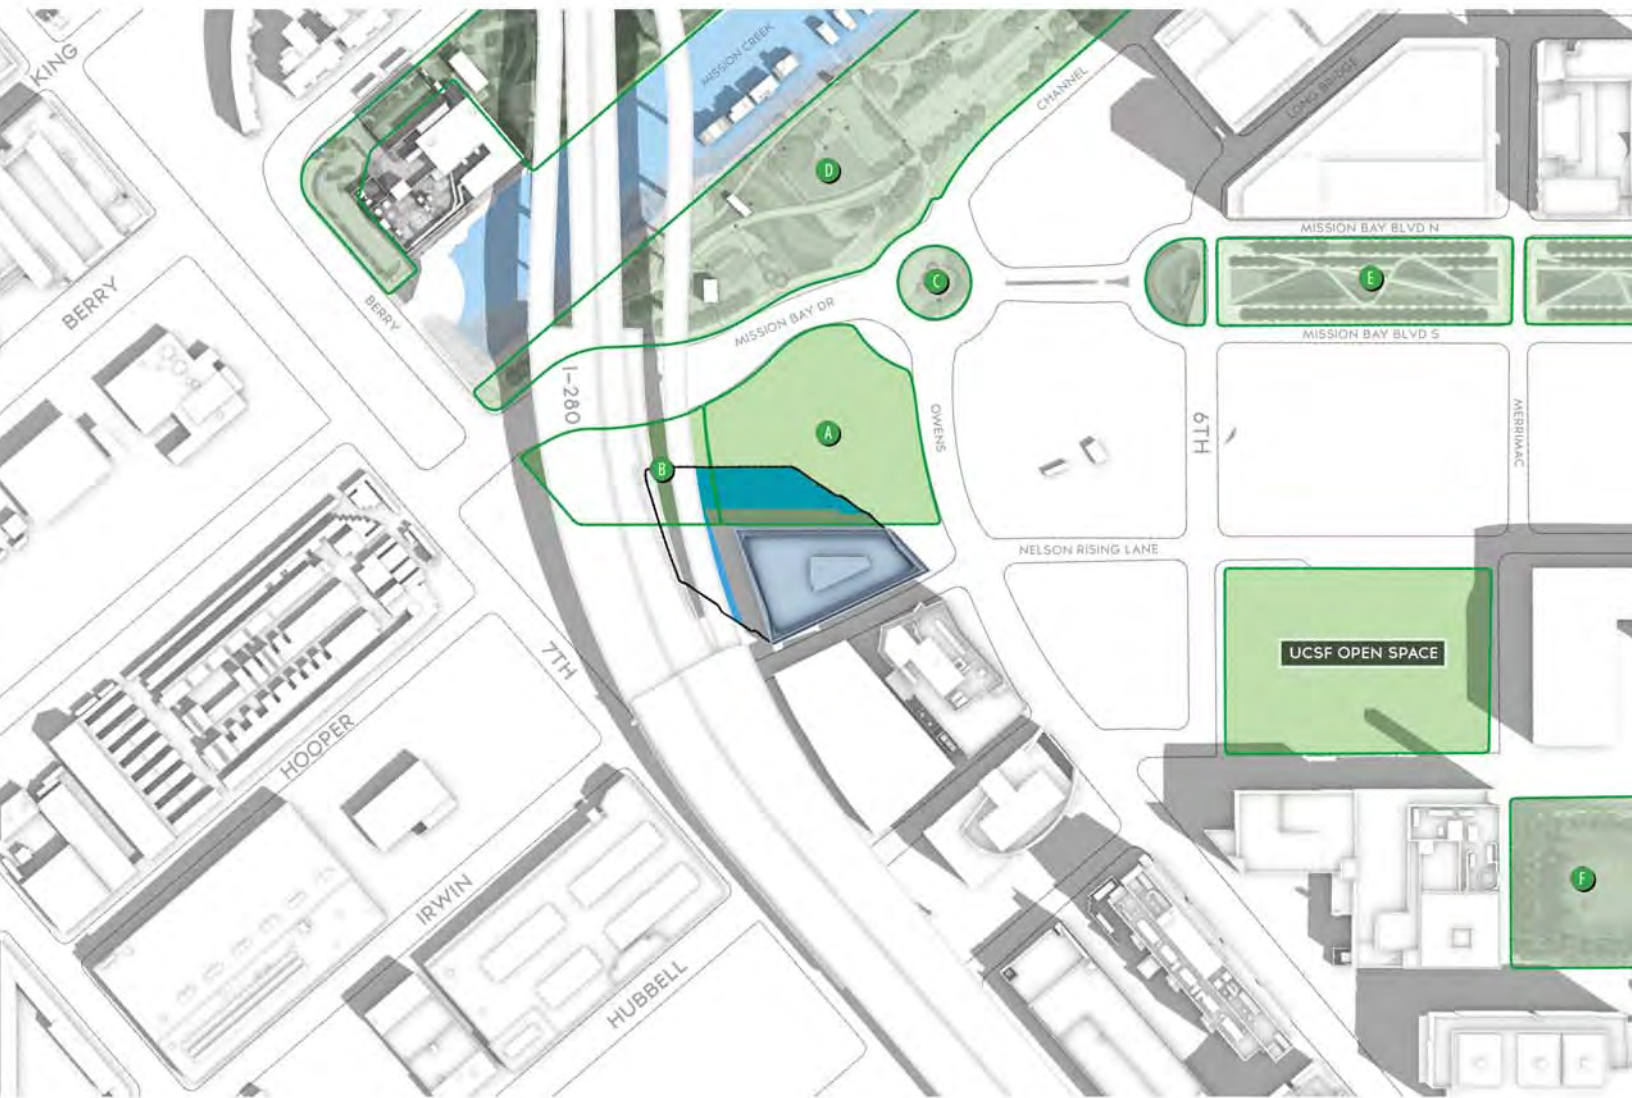 KING
MISSION CREEK
CHANNEL
LONG BRIDGE
D
MISSION BAY BLVD N
BERRY
BERRY
C
E
MISSION BAY DR
MISSION BAY BLVD S
I-280
A
OWENS
6TH
MERRIMAC
B
NELSON RISING LANE
7TH
UCSF OPEN SPACE
HOOPER
IRWIN
F
HUBBELL